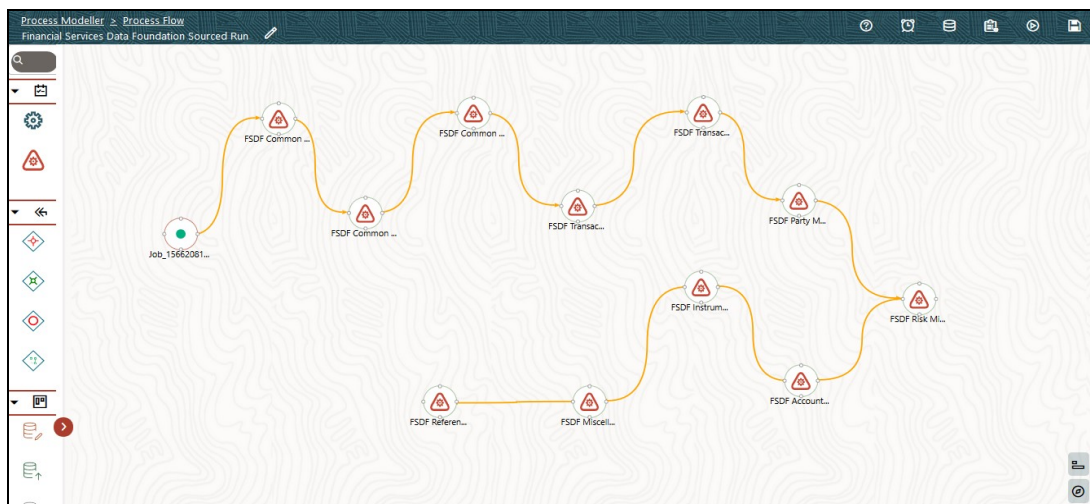 Process Modeller > Process Flow
Financial Services Data Foundation Sourced Run
FSDF Common ...
FSDF Common ...
FSDF Transac...
FSDF Common ...
FSDF Transac...
FSDF Party M...
Job_15662081...
FSDF Instrum...
FSDF Risk Mi...
FSDF Account...
FSDF Referen...
FSDF Miscell...